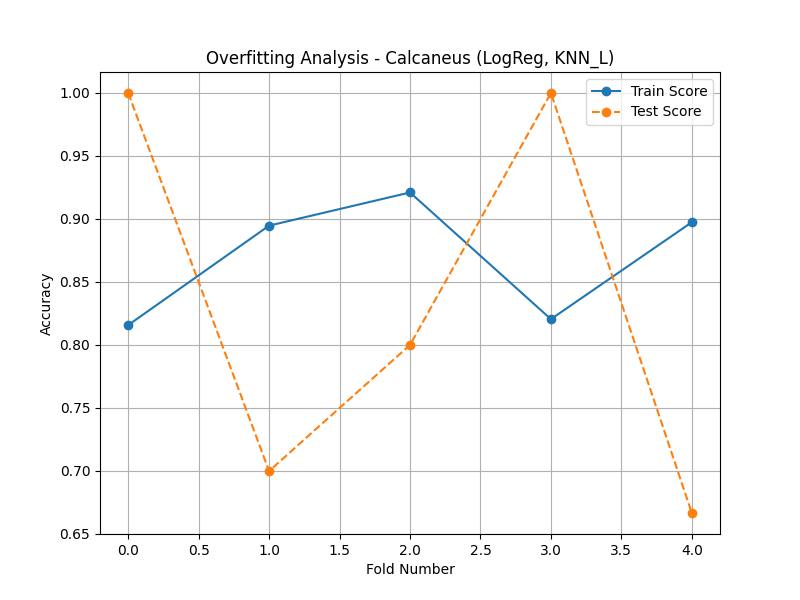 Overfitting Analysis - Calcaneus (LogReg, KNN_L)
Train Score
Test Score
Accuracy
1.00
0.95
0.90
0.85
0.80
0.75
0.70
0.65
0.0 0.5 1.0 1.5 2.0 2.5 3.0 3.5 4.0
Fold Number